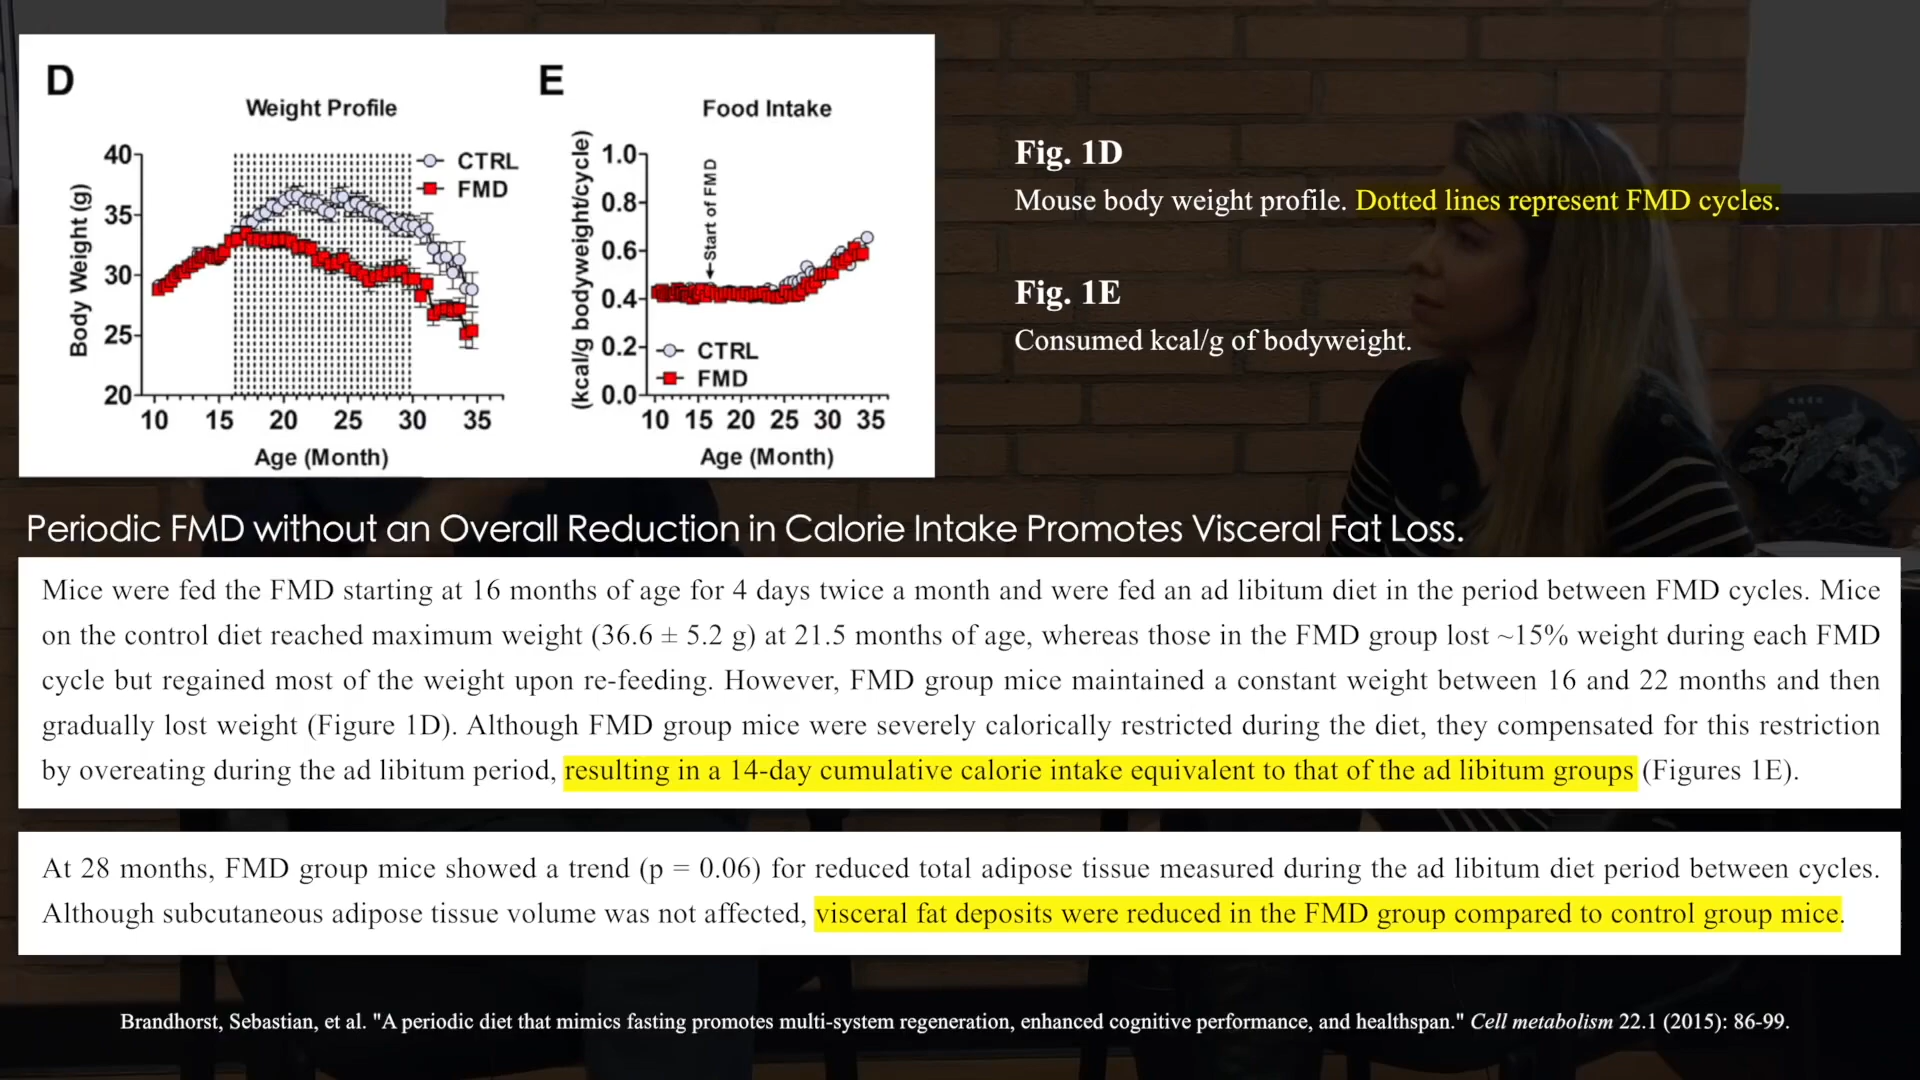 D
Weight Profile
40
35
30
25
20
Body Weight (g)
10 15 20 25 30 35
Age (Month)
CTRL
FMD
E
Food Intake
1.0
0.8
0.6
0.4
0.2
0.0
(kcal/g bodyweight/cycle)
Start of FMD
CTRL
FMD
10 15 20 25 30 35
Age (Month)
Fig. 1D
Mouse body weight profile. Dotted lines represent FMD cycles.
Fig. 1E
Consumed kcal/g of bodyweight.
Periodic FMD without an Overall Reduction in Calorie Intake Promotes Visceral Fat Loss.
Mice were fed the FMD starting at 16 months of age for 4 days twice a month and were fed an ad libitum diet in the period between FMD cycles. Mice
on the control diet reached maximum weight (36.6 ± 5.2 g) at 21.5 months of age, whereas those in the FMD group lost ~15% weight during each FMD
cycle but regained most of the weight upon re-feeding. However, FMD group mice maintained a constant weight between 16 and 22 months and then
gradually lost weight (Figure 1D). Although FMD group mice were severely calorically restricted during the diet, they compensated for this restriction
by overeating during the ad libitum period, resulting in a 14-day cumulative calorie intake equivalent to that of the ad libitum groups (Figures 1E).
At 28 months, FMD group mice showed a trend (p = 0.06) for reduced total adipose tissue measured during the ad libitum diet period between cycles.
Although subcutaneous adipose tissue volume was not affected, visceral fat deposits were reduced in the FMD group compared to control group mice.
Brandhorst, Sebastian, et al. "A periodic diet that mimics fasting promotes multi-system regeneration, enhanced cognitive performance, and healthspan." Cell metabolism 22.1 (2015): 86-99.